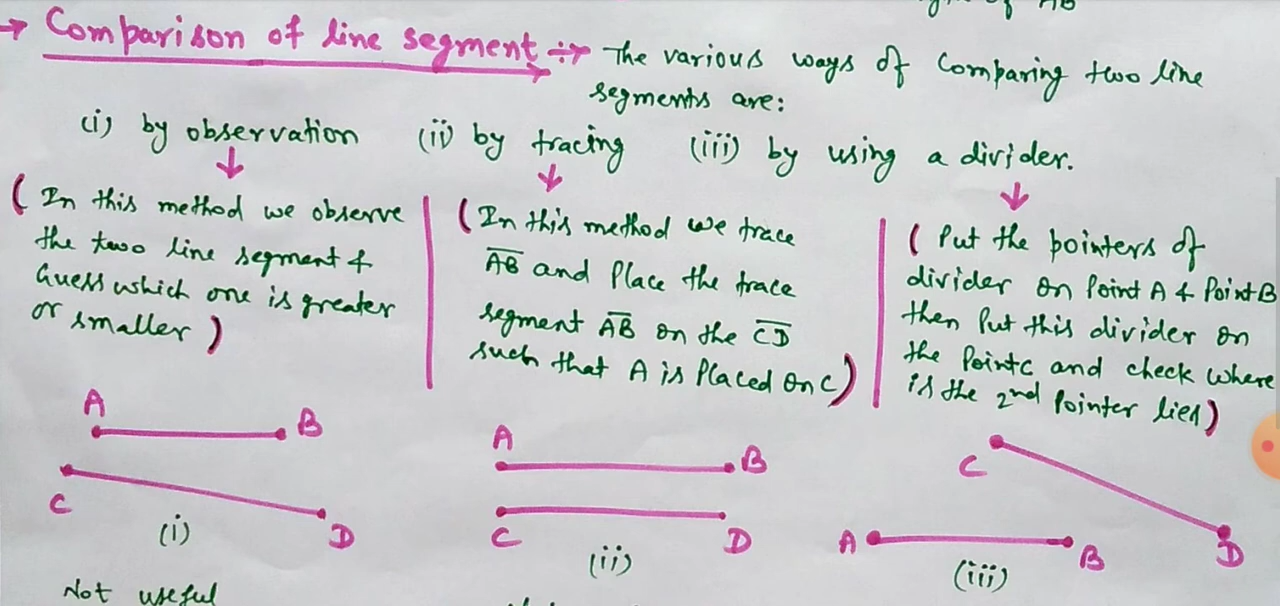 → Comparison of line segment ÷→ The various ways of Comparing two line
segments are:
(i) by observation (ii) by tracing (iii) by using a divider.
(In this method we observe
the two line segment &
Guess which one is greater
or smaller)
(In this method we trace
A̅B̅ and Place the trace
segment A̅B̅ on the C̅D̅
such that A is Placed on C)
(Put the pointers of
divider on Point A & Point B
then Put this divider on
the Point C and check where
is the 2nd Pointer lies)
A B
C D
(i)
A B
C D
(ii)
C D
A B
(iii)
Not useful